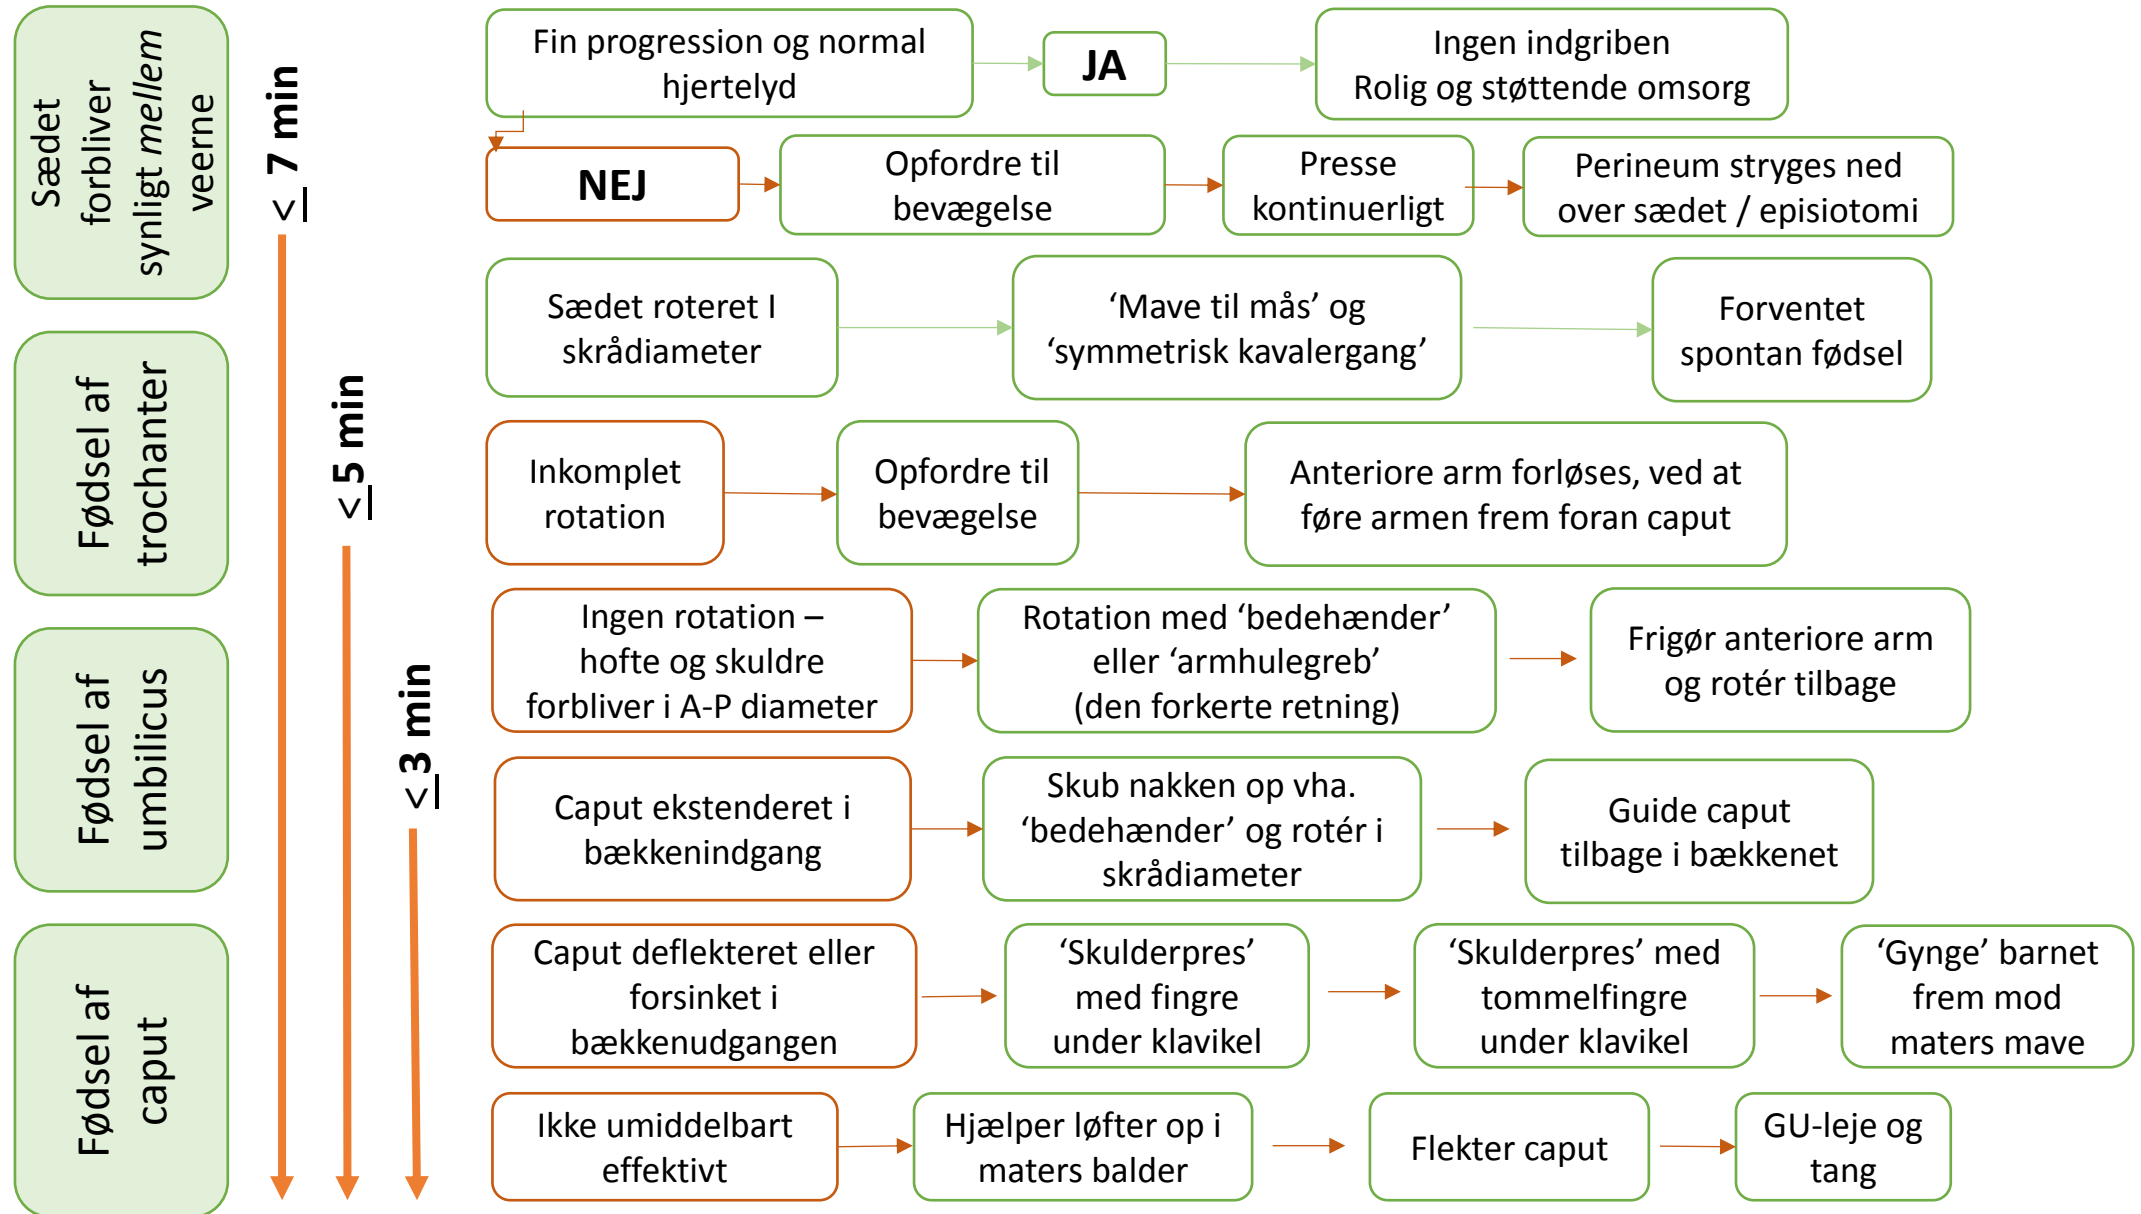 Sædet
forbliver
synligt mellem
veerne
Fødsel af
trochanter
Fødsel af
umbilicus
Fødsel af
caput
≤ 7 min
≤ 5 min
≤ 3 min
Fin progression og normal
hjertelyd
JA
Ingen indgriben
Rolig og støttende omsorg
NEJ
Opfordre til
bevægelse
Presse
kontinuerligt
Perineum stryges ned
over sædet / episiotomi
Sædet roteret I
skrådiameter
‘Mave til mås’ og
‘symmetrisk kavalergang’
Forventet
spontan fødsel
Inkomplet
rotation
Opfordre til
bevægelse
Anteriore arm forløses, ved at
føre armen frem foran caput
Ingen rotation –
hofte og skuldre
forbliver i A-P diameter
Rotation med ‘bedehænder’
eller ‘armhulegreb’
(den forkerte retning)
Frigør anteriore arm
og rotér tilbage
Caput ekstenderet i
bækkenindgang
Skub nakken op vha.
‘bedehænder’ og rotér i
skrådiameter
Guide caput
tilbage i bækkenet
Caput deflekteret eller
forsinket i
bækkenudgangen
‘Skulderpres’
med fingre
under klavikel
‘Skulderpres’ med
tommelfingre
under klavikel
‘Gynge’ barnet
frem mod
maters mave
Ikke umiddelbart
effektivt
Hjælper løfter op i
maters balder
Flekter caput
GU-leje og
tang